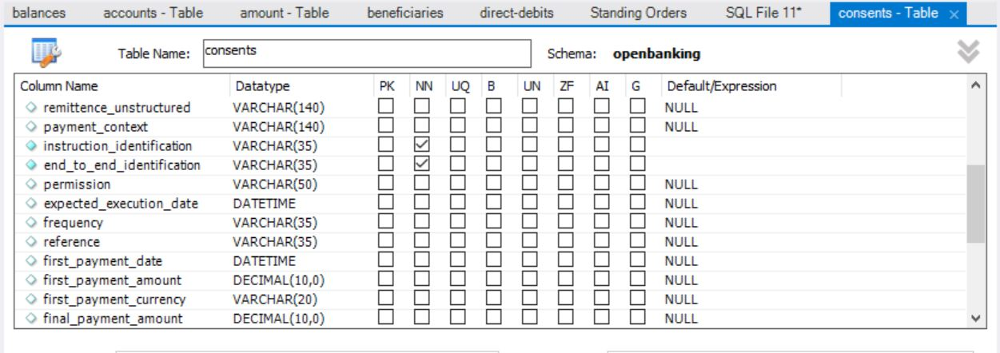 balances accounts - Table amount - Table beneficiaries direct-debits Standing Orders SQL File 11* consents - Table ×
Table Name: consents Schema: openbanking
Column Name Datatype PK NN UQ B UN ZF AI G Default/Expression
remittence_unstructured VARCHAR(140) NULL
payment_context VARCHAR(140) NULL
instruction_identification VARCHAR(35)
end_to_end_identification VARCHAR(35)
permission VARCHAR(50) NULL
expected_execution_date DATETIME NULL
frequency VARCHAR(35) NULL
reference VARCHAR(35) NULL
first_payment_date DATETIME NULL
first_payment_amount DECIMAL(10,0) NULL
first_payment_currency VARCHAR(20) NULL
final_payment_amount DECIMAL(10,0) NULL